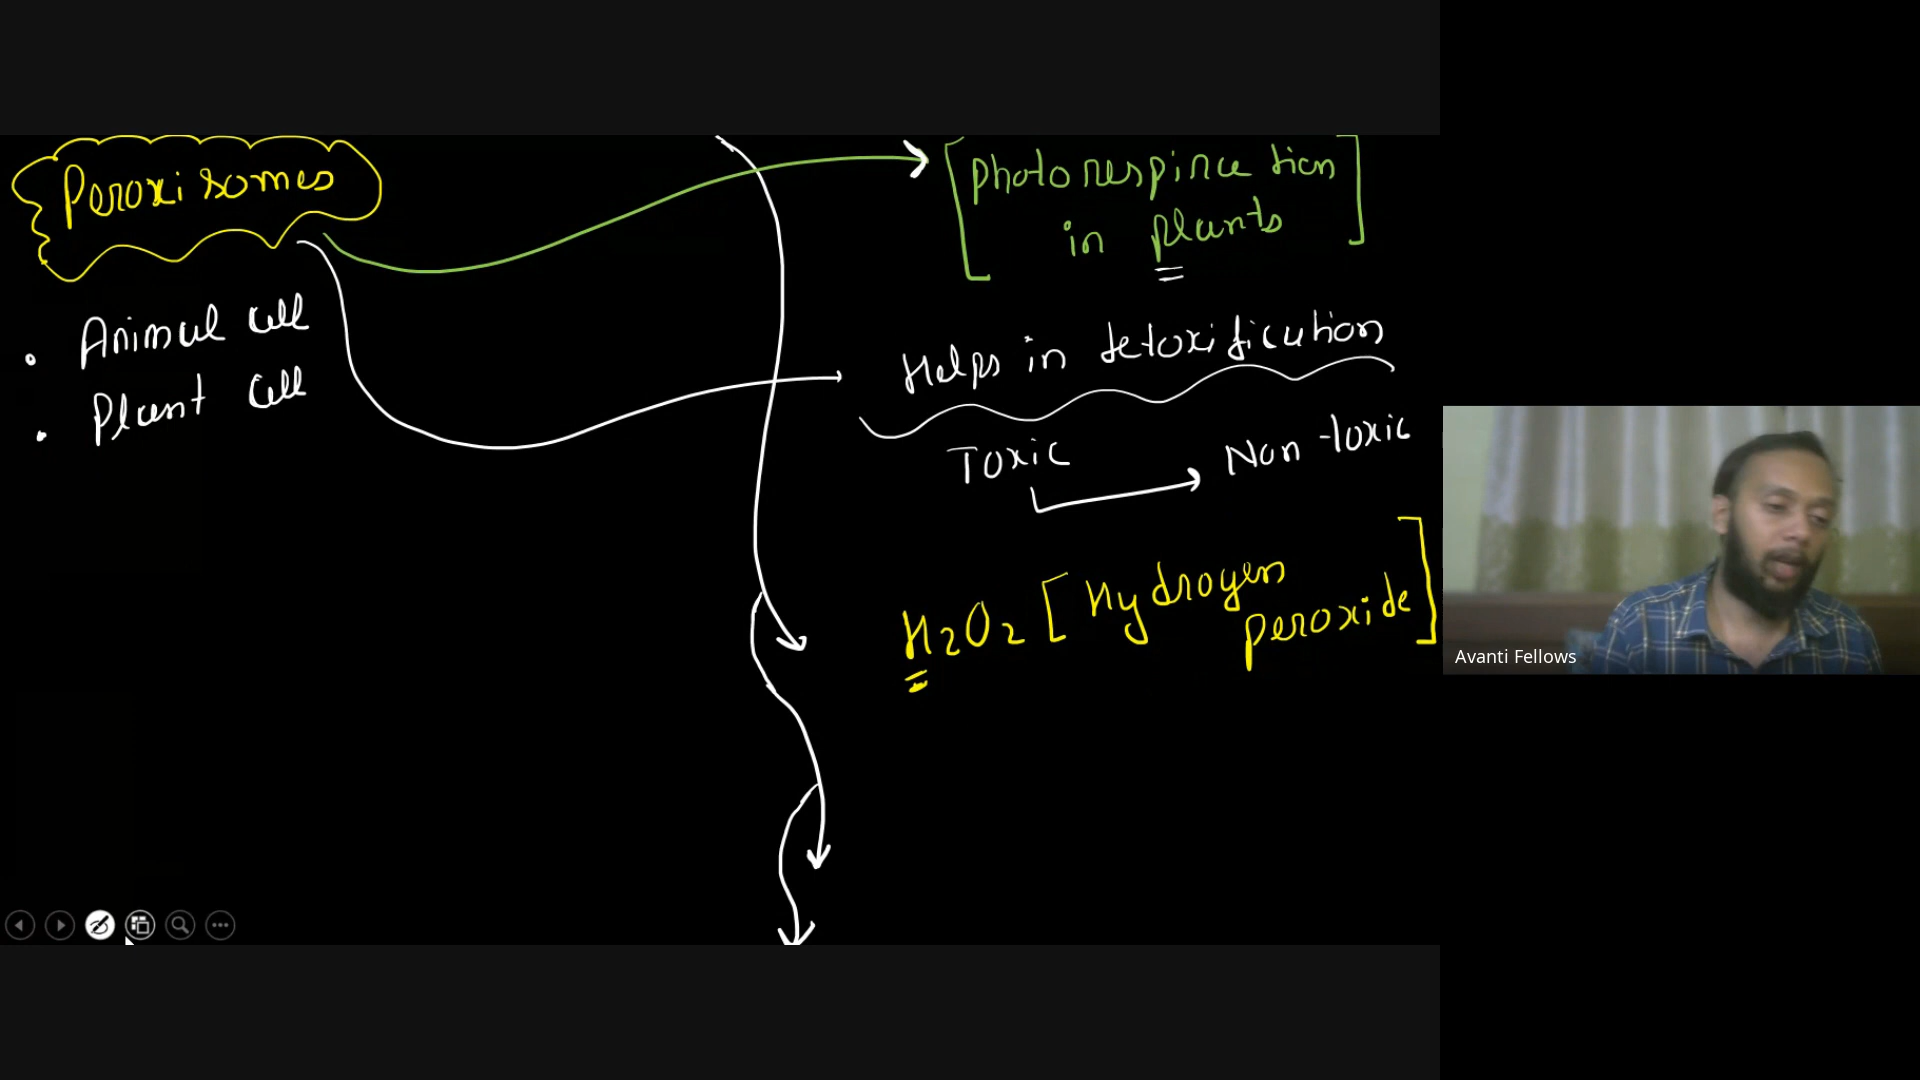 Peroxisomes
• Animal cell
• Plant cell
[photorespiration
in plants]
Helps in detoxification
Toxic → Non-toxic
H2O2 [Hydrogen
peroxide]
Avanti Fellows